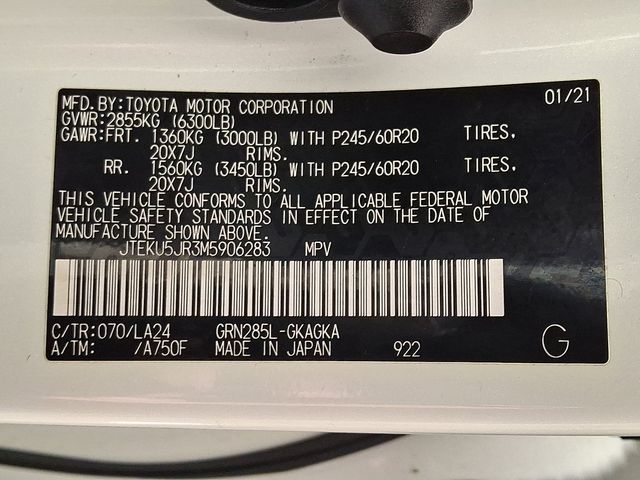 MFD.BY:TOYOTA MOTOR CORPORATION 01/21
GVWR:2855KG (6300LB)
GAWR:FRT. 1360KG (3000LB) WITH P245/60R20 TIRES,
20X7J RIMS.
RR. 1560KG (3450LB) WITH P245/60R20 TIRES,
20X7J RIMS.
THIS VEHICLE CONFORMS TO ALL APPLICABLE FEDERAL MOTOR
VEHICLE SAFETY STANDARDS IN EFFECT ON THE DATE OF
MANUFACTURE SHOWN ABOVE.
JTEKU5JR3M5906283 MPV
C/TR:070/LA24 GRN285L-GKAGKA
A/TM: /A750F MADE IN JAPAN 922 G